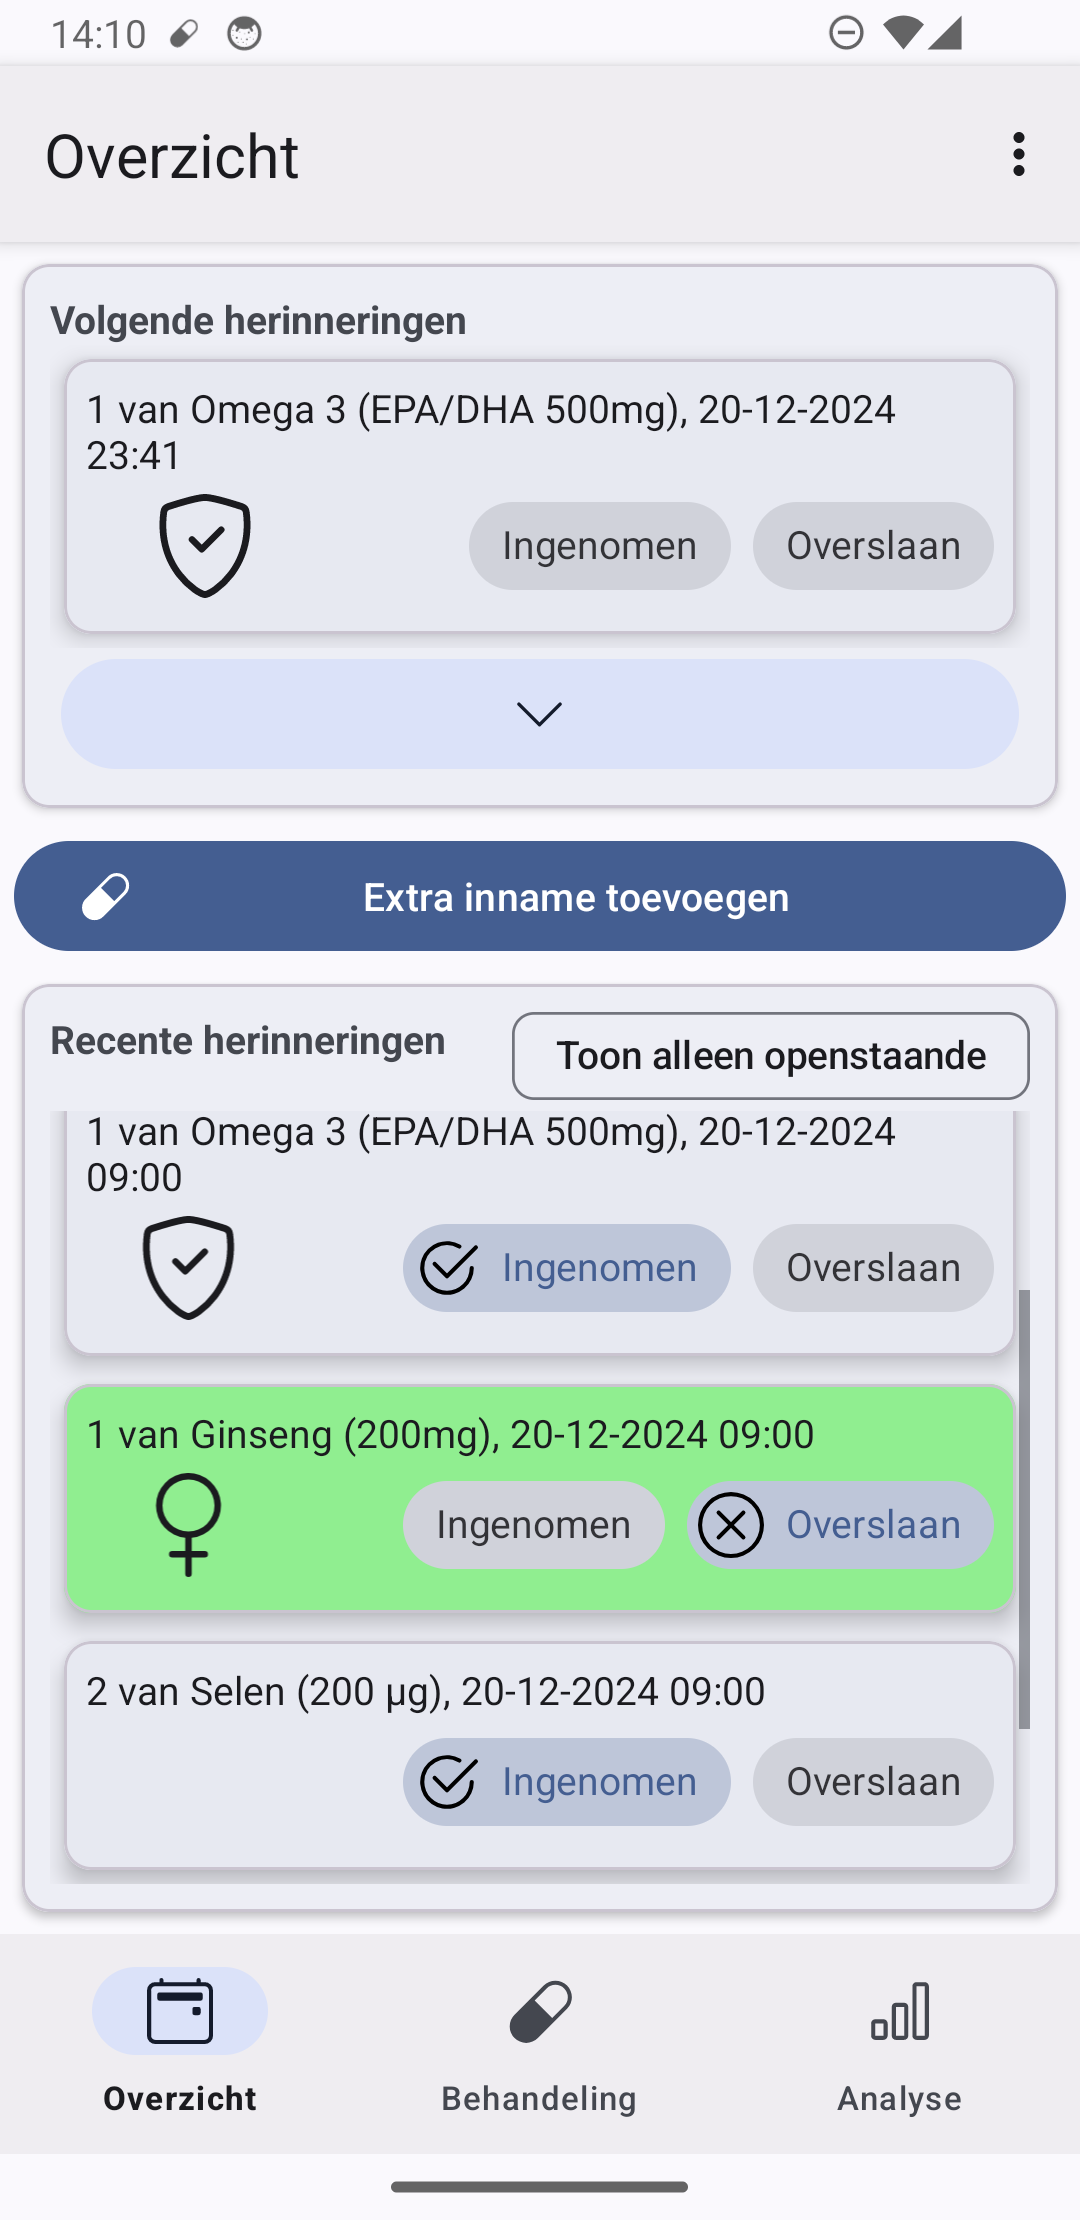 14:10
Overzicht
Volgende herinneringen
1 van Omega 3 (EPA/DHA 500mg), 20-12-2024
23:41
Ingenomen
Overslaan
Extra inname toevoegen
Recente herinneringen
Toon alleen openstaande
1 van Omega 3 (EPA/DHA 500mg), 20-12-2024
09:00
Ingenomen
Overslaan
1 van Ginseng (200mg), 20-12-2024 09:00
Ingenomen
Overslaan
2 van Selen (200 µg), 20-12-2024 09:00
Ingenomen
Overslaan
Overzicht
Behandeling
Analyse